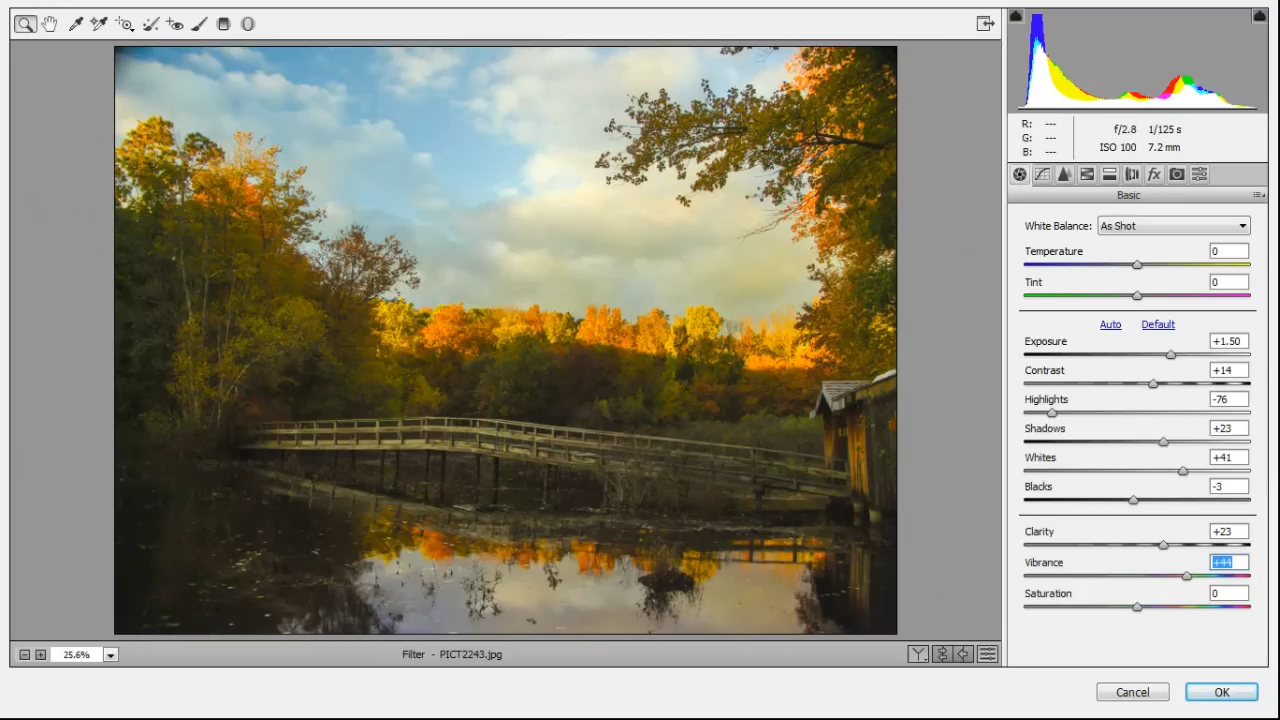 R: ---
G: ---
B: ---
f/2.8 1/125 s
ISO 100 7.2 mm
Basic
White Balance: As Shot
Temperature 0
Tint 0
Auto Default
Exposure +1.50
Contrast +14
Highlights -76
Shadows +23
Whites +41
Blacks -3
Clarity +23
Vibrance +44
Saturation 0
25.6%
Filter - PICT2243.jpg
Y
Cancel OK